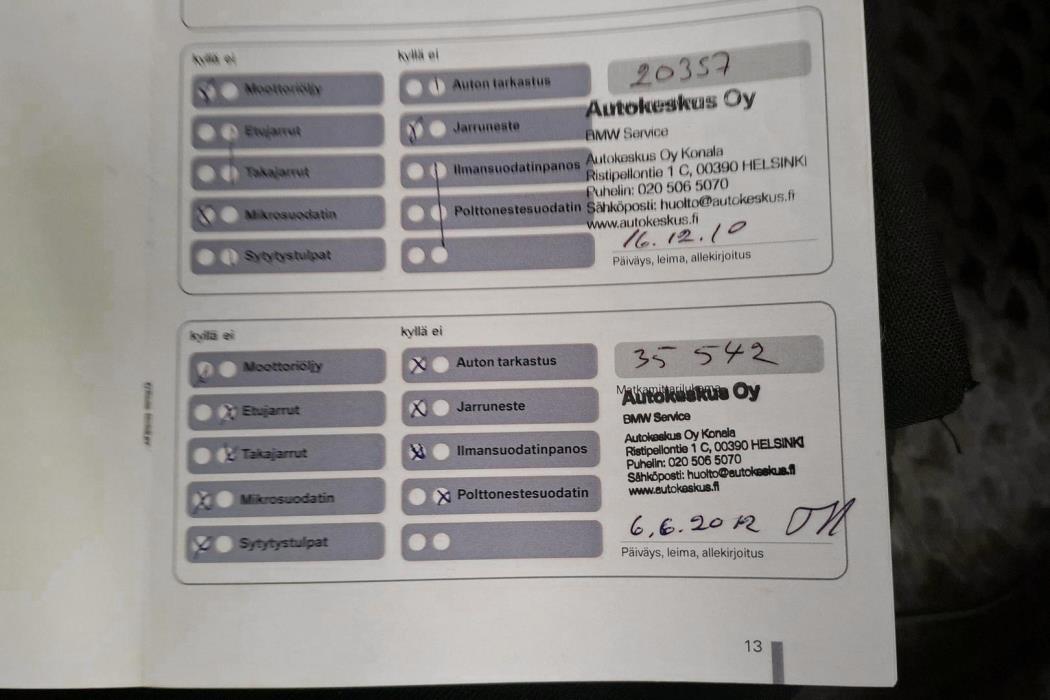 kyllä ei
Moottoriöljy
Etujarrut
Takajarrut
Mikrosuodatin
Sytytystulpat
kyllä ei
Auton tarkastus
Jarruneste
Ilmansuodatinpanos
Polttonestesuodatin
20357
Autokeskus Oy
BMW Service
Autokeskus Oy Konala
Ristipellontie 1 C, 00390 HELSINKI
Puhelin: 020 506 5070
Sähköposti: huolto@autokeskus.fi
www.autokeskus.fi
16.12.10
Päiväys, leima, allekirjoitus
kyllä ei
Moottoriöljy
Etujarrut
Takajarrut
Mikrosuodatin
Sytytystulpat
kyllä ei
Auton tarkastus
Jarruneste
Ilmansuodatinpanos
Polttonestesuodatin
35 542
Matkamittarilukema
Autokeskus Oy
BMW Service
Autokeskus Oy Konala
Ristipellontie 1 C, 00390 HELSINKI
Puhelin: 020 506 5070
Sähköposti: huolto@autokeskus.fi
www.autokeskus.fi
6.6.2012
Päiväys, leima, allekirjoitus
13